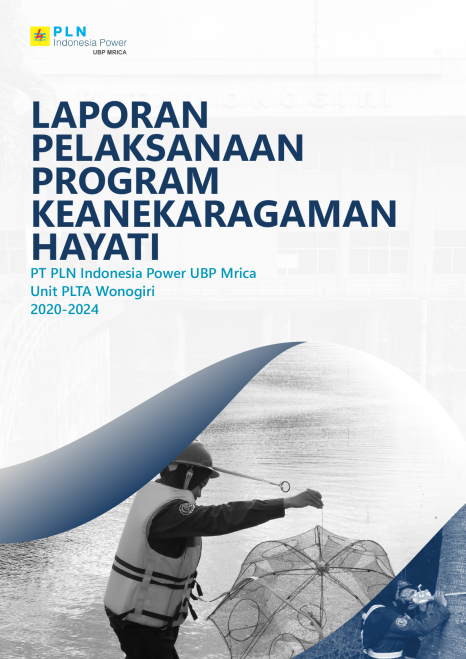 PLN
Indonesia Power
UBP MRICA
LAPORAN
PELAKSANAAN
PROGRAM
KEANEKARAGAMAN
HAYATI
PT PLN Indonesia Power UBP Mrica
Unit PLTA Wonogiri
2020-2024